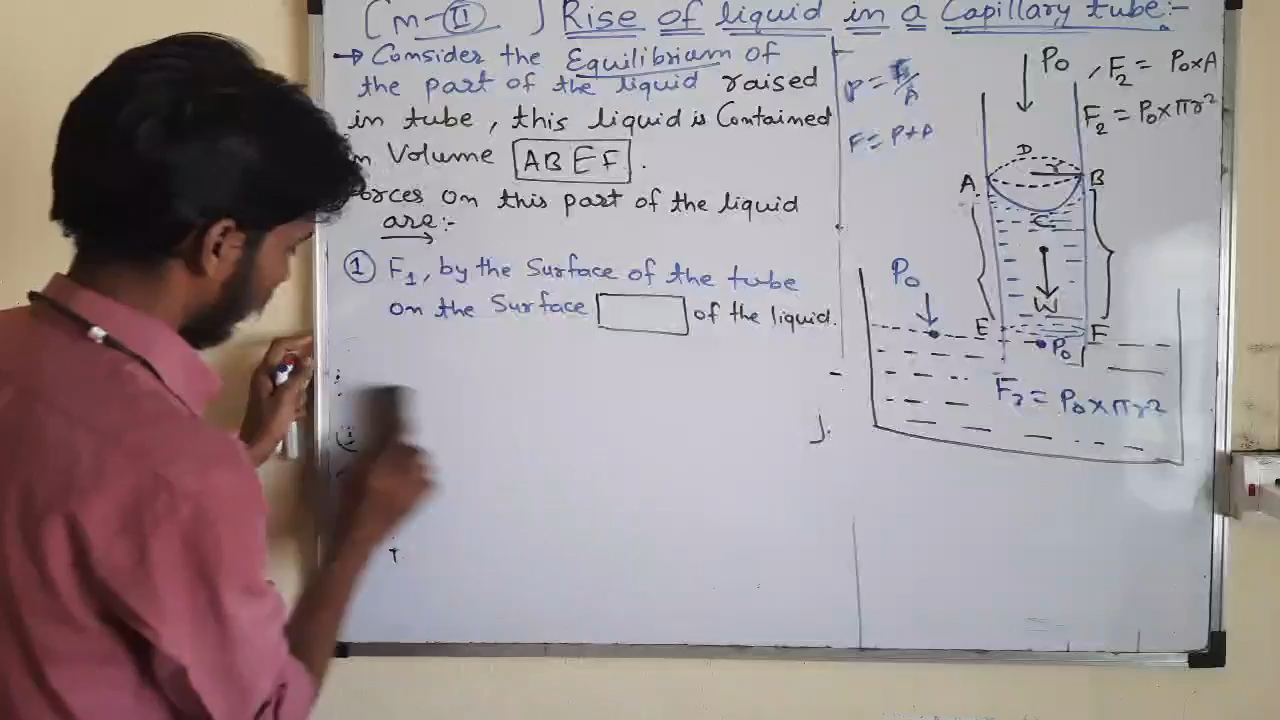 [M-II] Rise of liquid in a Capillary tube:-
→ Consider the Equilibrium of
the part of the liquid raised
in tube, this liquid is Contained
in Volume ABEF.
Forces on this part of the liquid
are:-
① F₁, by the Surface of the tube
on the Surface of the liquid.
P = F/A
P₀, F₂ = P₀×A
F₂ = P₀×πr²
D
r
A B
C
W
P₀
E F
P₀
F₃ = P₀×πr²